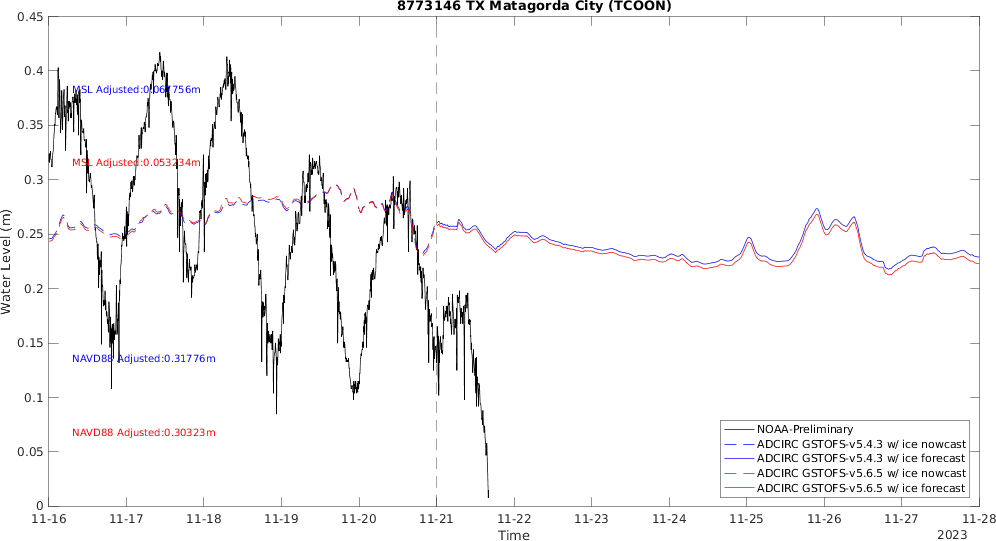 8773146 TX Matagorda City (TCOON)
0.45
0.4
0.35
0.3
0.25
0.2
0.15
0.1
0.05
0
Water Level (m)
MSL Adjusted:0.067756m
MSL Adjusted:0.053234m
NAVD88 Adjusted:0.31776m
NAVD88 Adjusted:0.30323m
NOAA-Preliminary
ADCIRC GSTOFS-v5.4.3 w/ ice nowcast
ADCIRC GSTOFS-v5.4.3 w/ ice forecast
ADCIRC GSTOFS-v5.6.5 w/ ice nowcast
ADCIRC GSTOFS-v5.6.5 w/ ice forecast
11-16 11-17 11-18 11-19 11-20 11-21 11-22 11-23 11-24 11-25 11-26 11-27 11-28
Time
2023